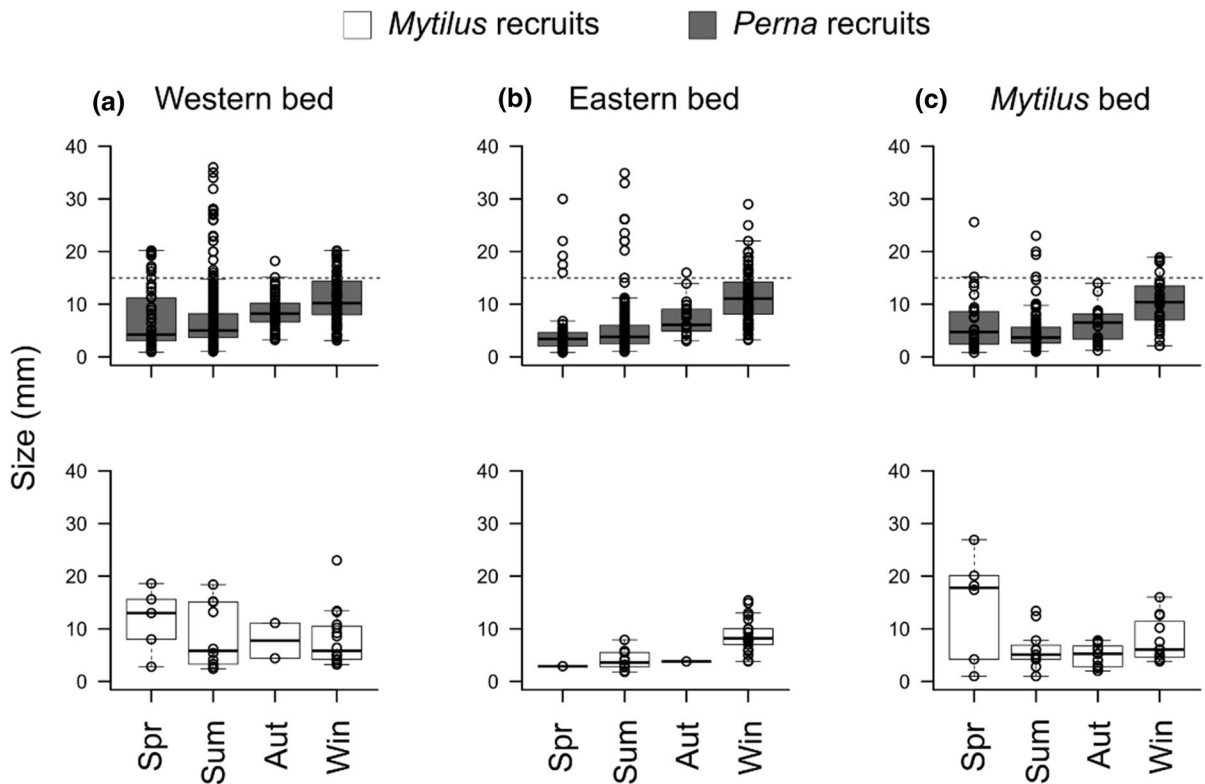 Mytilus recruits Perna recruits
(a) Western bed (b) Eastern bed (c) Mytilus bed
40 40 40
30 30 30
20 20 20
10 10 10
0 0 0
Size (mm)
40 40 40
30 30 30
20 20 20
10 10 10
0 0 0
Spr Sum Aut Win Spr Sum Aut Win Spr Sum Aut Win